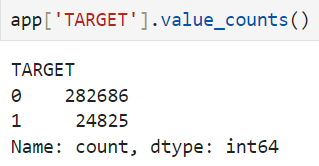 app['TARGET'].value_counts()
TARGET
0    282686
1     24825
Name: count, dtype: int64